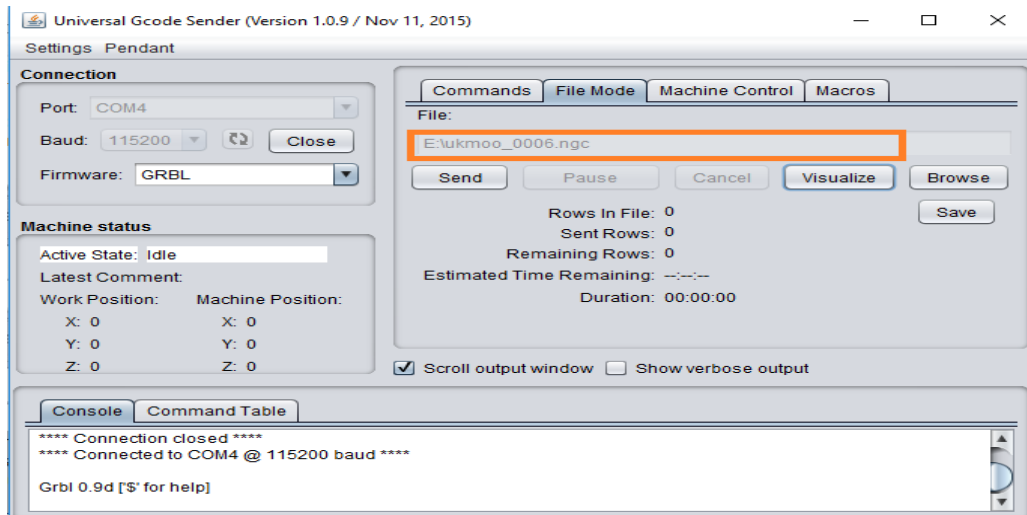 Universal Gcode Sender (Version 1.0.9 / Nov 11, 2015)
Settings Pendant
Connection
Port: COM4
Baud: 115200 Close
Firmware: GRBL
Machine status
Active State: Idle
Latest Comment:
Work Position: Machine Position:
X: 0 X: 0
Y: 0 Y: 0
Z: 0 Z: 0
Commands File Mode Machine Control Macros
File:
E:\ukmoo_0006.ngc
Send Pause Cancel Visualize Browse
Save
Rows In File: 0
Sent Rows: 0
Remaining Rows: 0
Estimated Time Remaining: --:--:--
Duration: 00:00:00
Scroll output window Show verbose output
Console Command Table
**** Connection closed ****
**** Connected to COM4 @ 115200 baud ****
Grbl 0.9d ['$' for help]